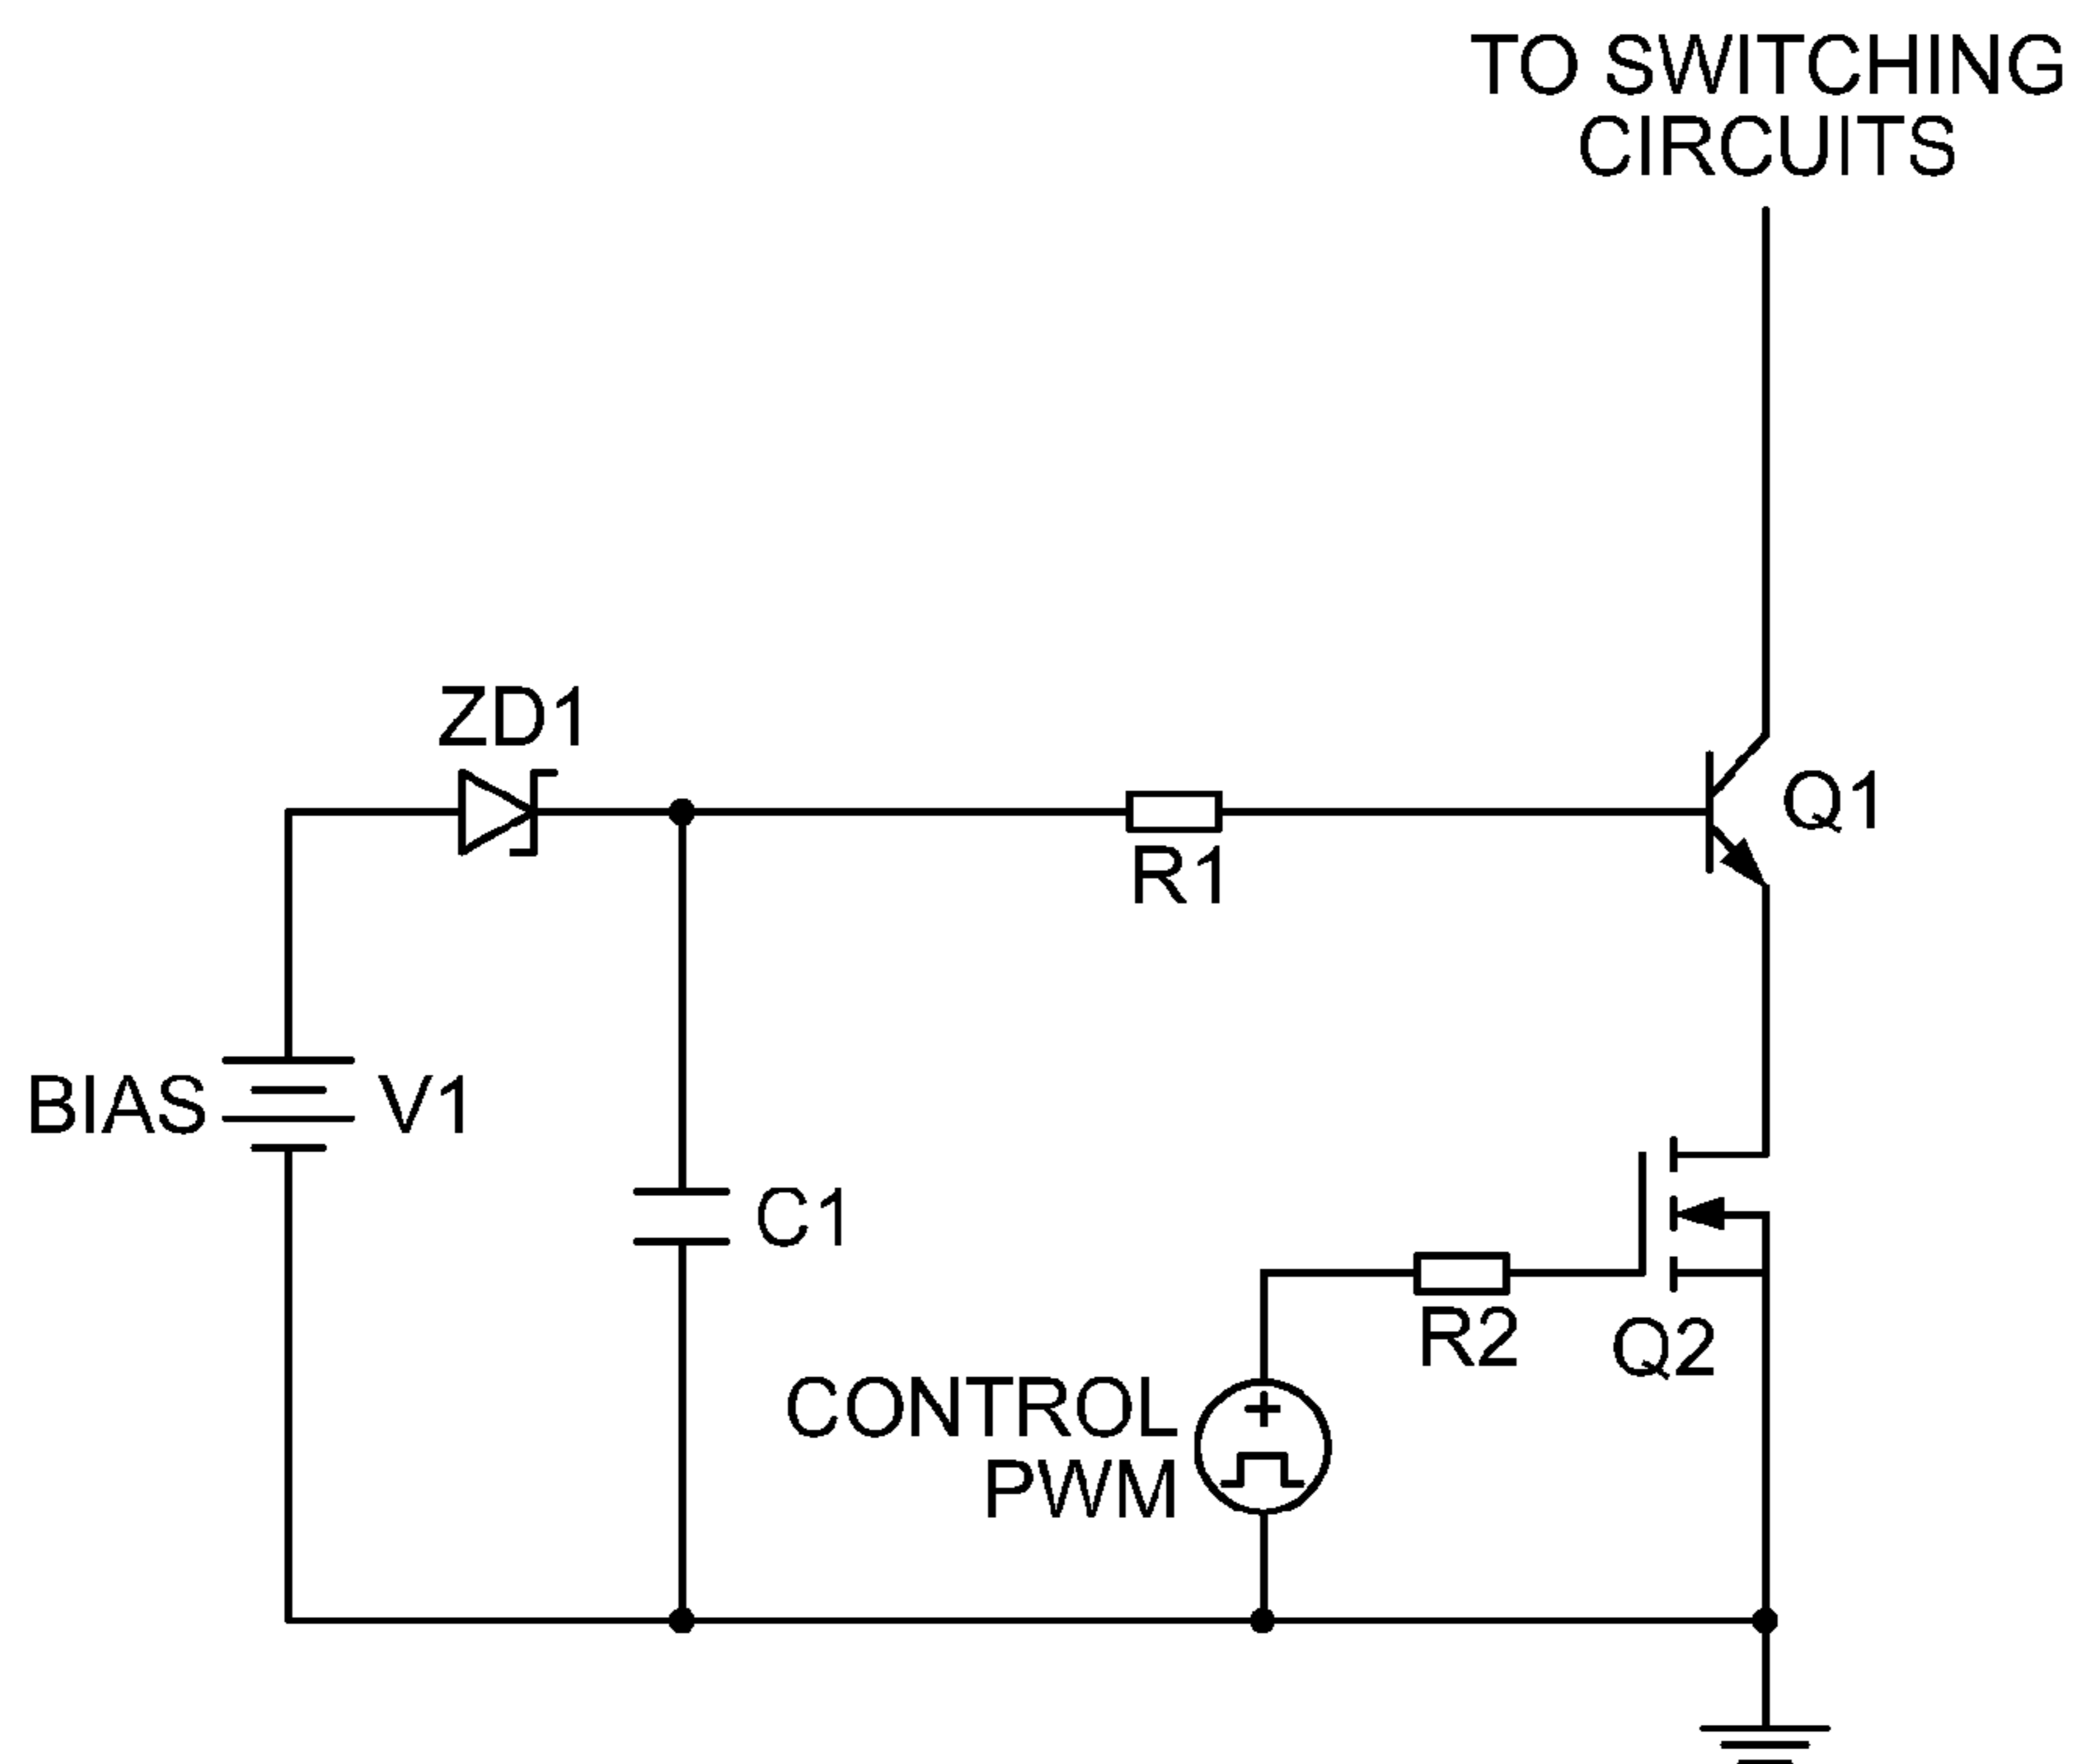 TO SWITCHING
CIRCUITS
ZD1
Q1
R1
BIAS
V1
C1
R2
Q2
CONTROL
PWM
+